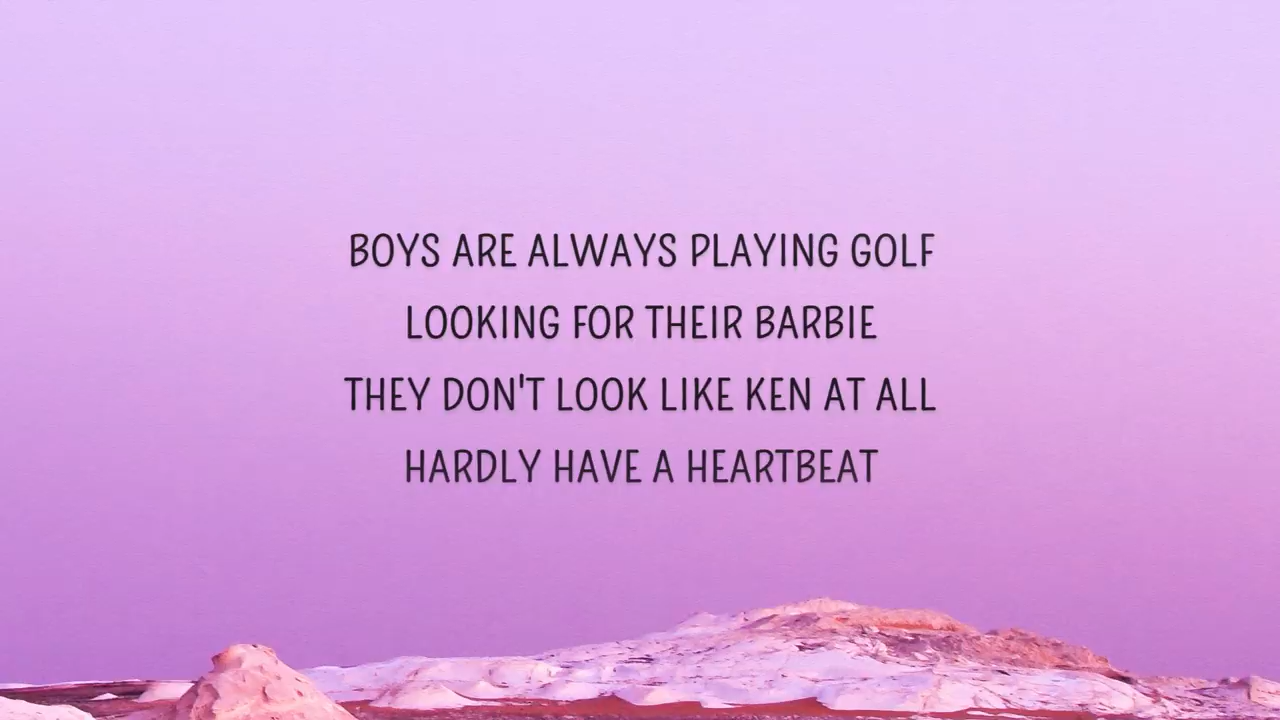 BOYS ARE ALWAYS PLAYING GOLF
LOOKING FOR THEIR BARBIE
THEY DON'T LOOK LIKE KEN AT ALL
HARDLY HAVE A HEARTBEAT